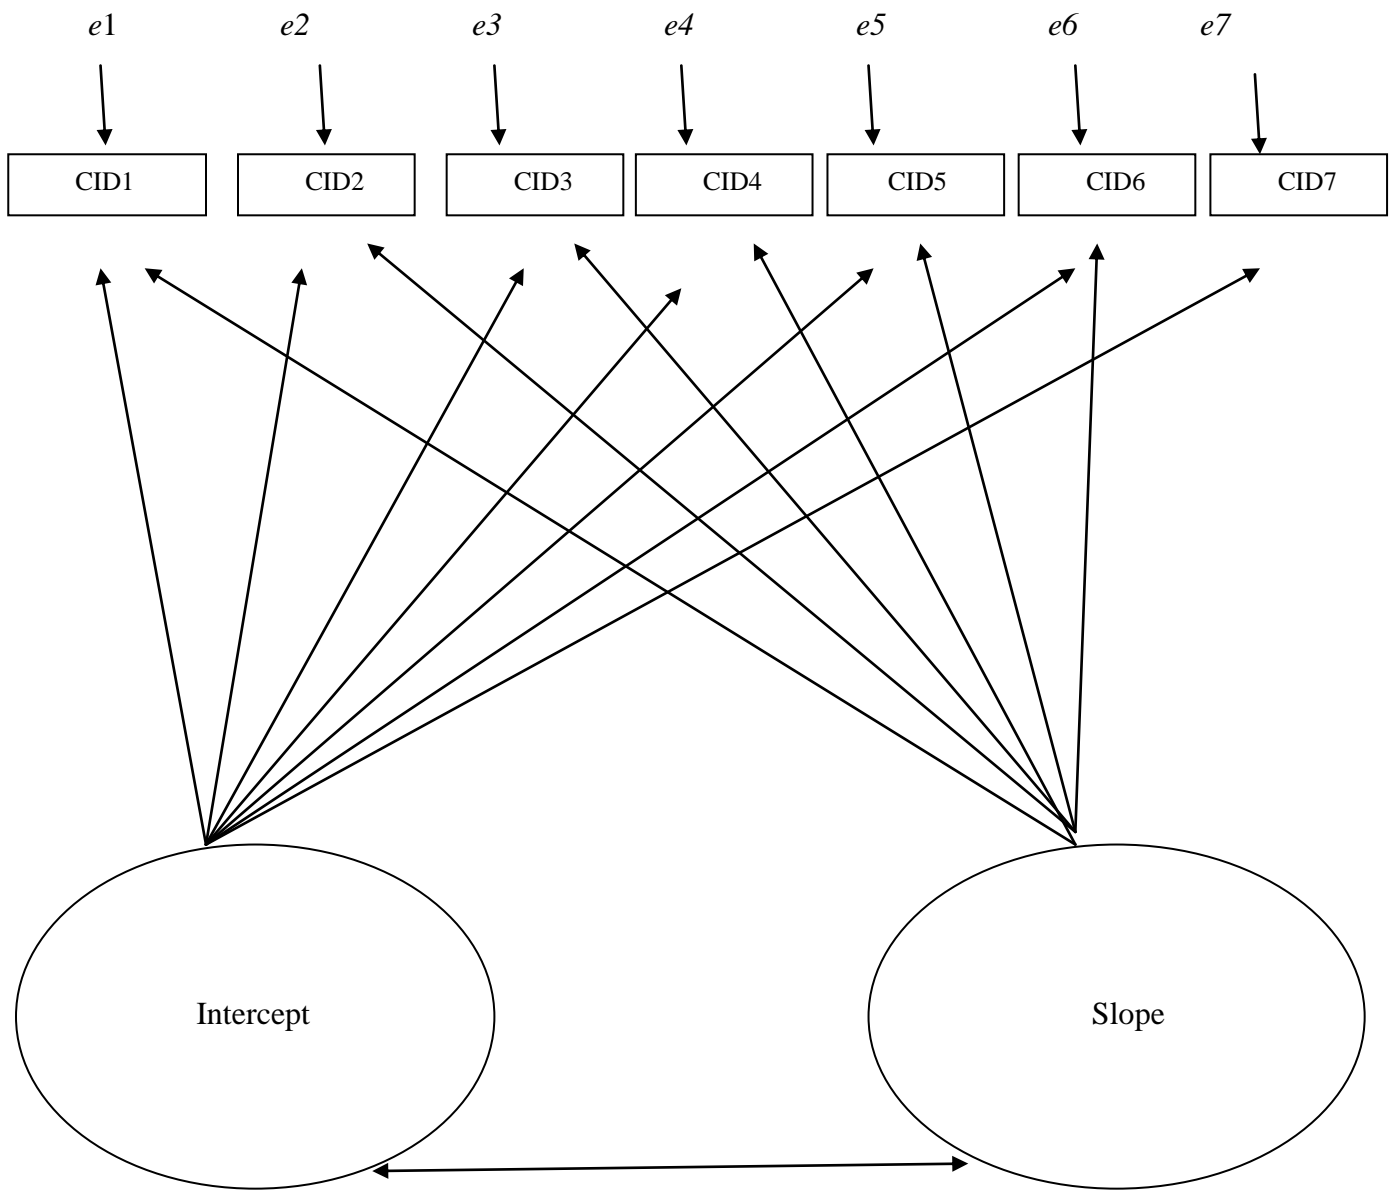 e1 e2 e3 e4 e5 e6 e7
CID1 CID2 CID3 CID4 CID5 CID6 CID7
Intercept Slope